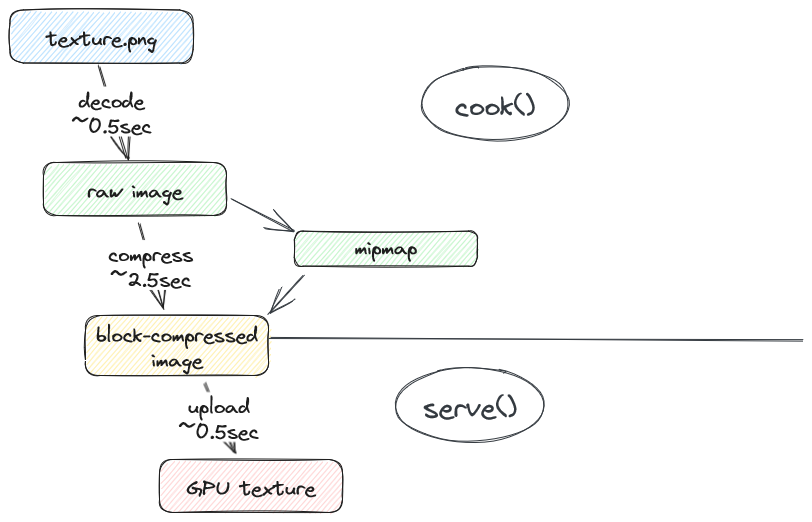 texture.png
decode
~0.5sec
cook()
raw image
mipmap
compress
~2.5sec
block-compressed
image
serve()
upload
~0.5sec
GPU texture